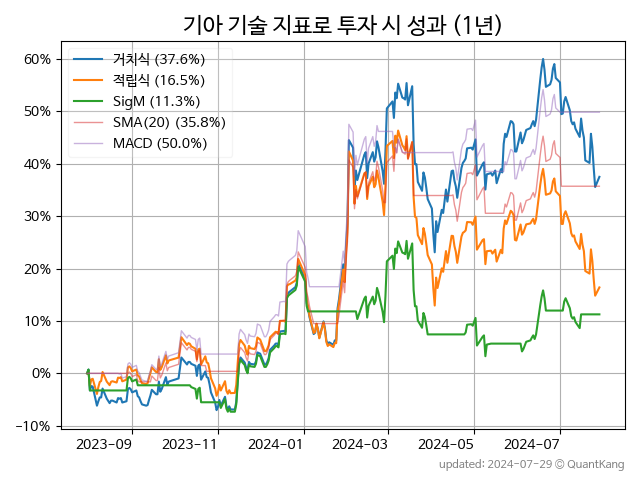 기아 기술 지표로 투자 시 성과 (1년)
거치식 (37.6%)
적립식 (16.5%)
SigM (11.3%)
SMA(20) (35.8%)
MACD (50.0%)
60%
50%
40%
30%
20%
10%
0%
−10%
2023-09 2023-11 2024-01 2024-03 2024-05 2024-07
updated: 2024-07-29 © QuantKang